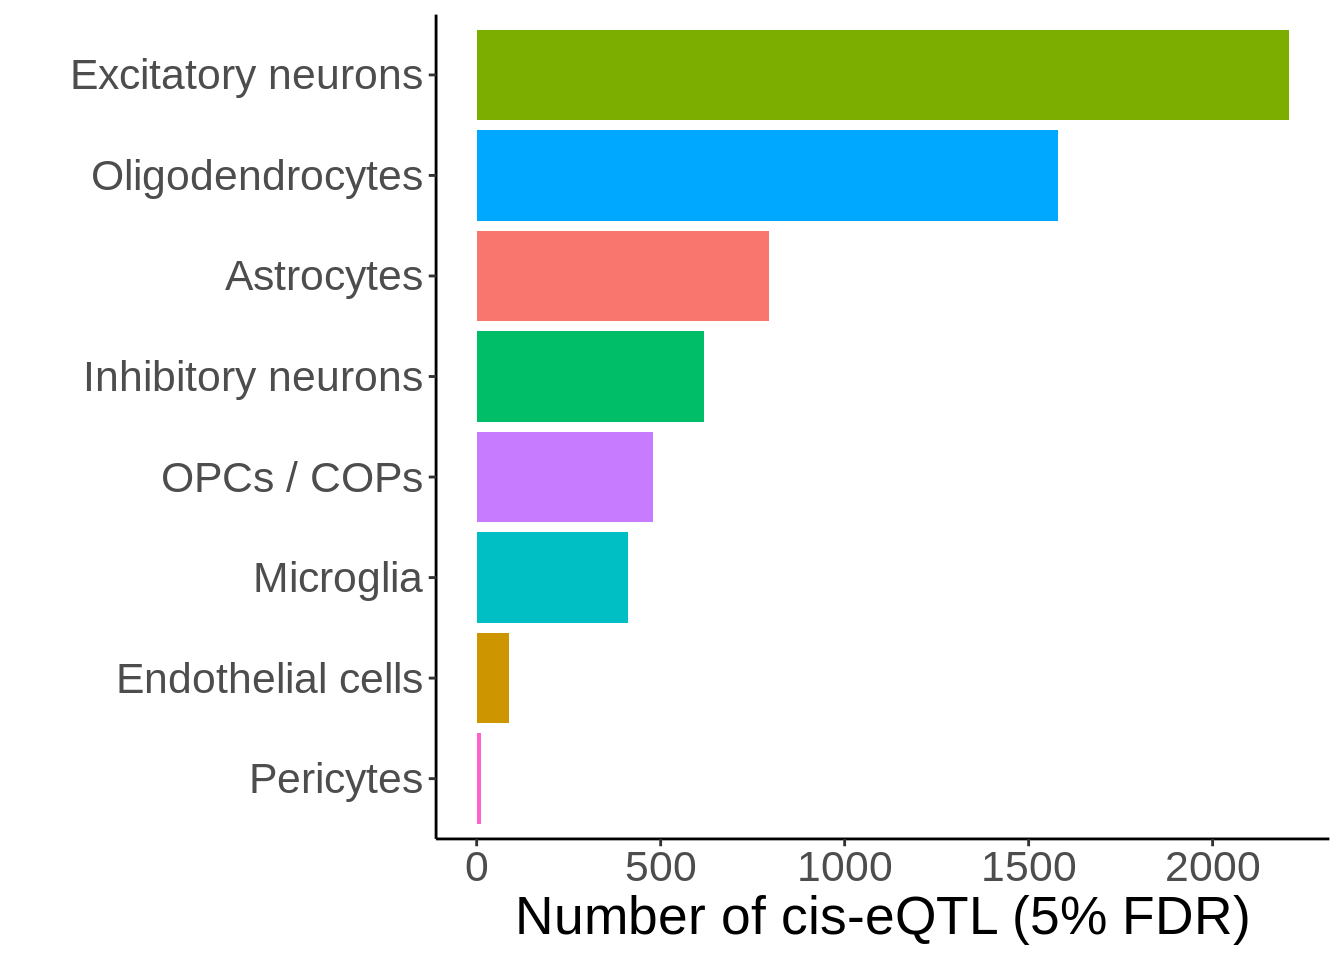 Excitatory neurons
Oligodendrocytes
Astrocytes
Inhibitory neurons
OPCs / COPs
Microglia
Endothelial cells
Pericytes
0 500 1000 1500 2000
Number of cis-eQTL (5% FDR)